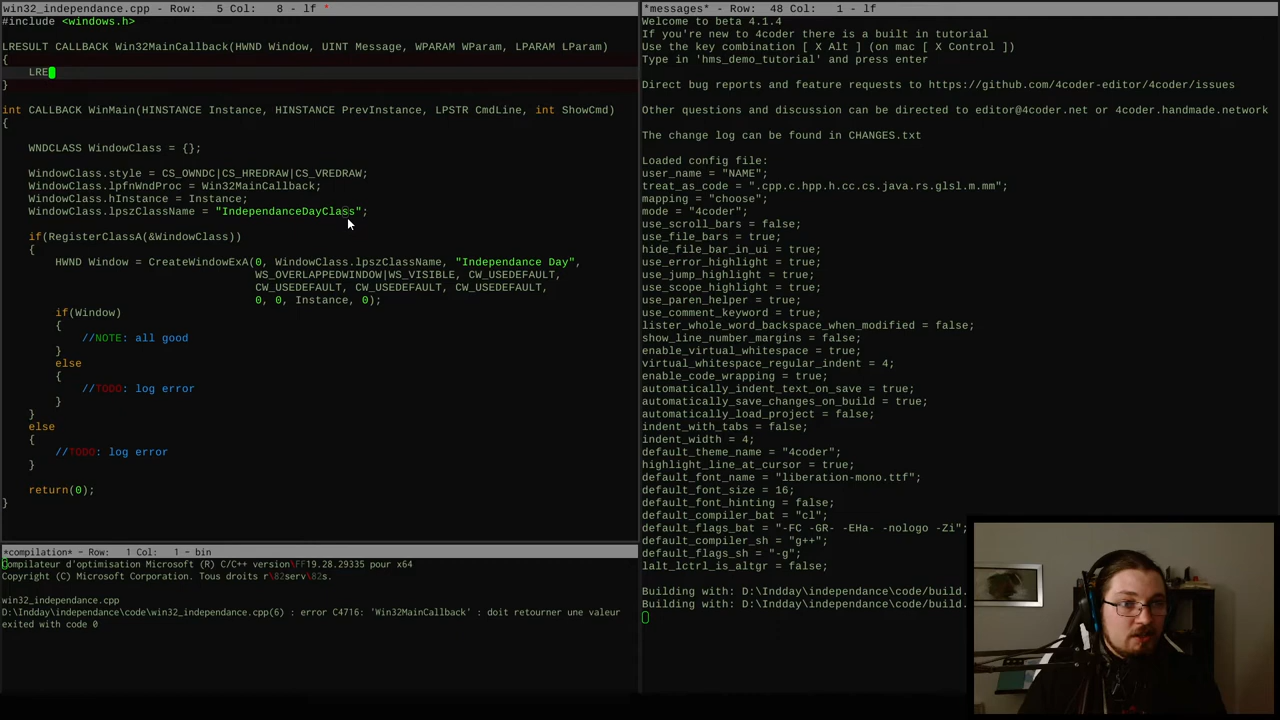 win32_independance.cpp - Row:   5 Col:   8 - lf *
#include <windows.h>
LRESULT CALLBACK Win32MainCallback(HWND Window, UINT Message, WPARAM WParam, LPARAM LParam)
{
    LRE
}
int CALLBACK WinMain(HINSTANCE Instance, HINSTANCE PrevInstance, LPSTR CmdLine, int ShowCmd)
{
    WNDCLASS WindowClass = {};
    WindowClass.style = CS_OWNDC|CS_HREDRAW|CS_VREDRAW;
    WindowClass.lpfnWndProc = Win32MainCallback;
    WindowClass.hInstance = Instance;
    WindowClass.lpszClassName = "IndependanceDayClass";
    if(RegisterClassA(&WindowClass))
    {
        HWND Window = CreateWindowExA(0, WindowClass.lpszClassName, "Independance Day",
                                      WS_OVERLAPPEDWINDOW|WS_VISIBLE, CW_USEDEFAULT,
                                      CW_USEDEFAULT, CW_USEDEFAULT, CW_USEDEFAULT,
                                      0, 0, Instance, 0);
        if(Window)
        {
            //NOTE: all good
        }
        else
        {
            //TODO: log error
        }
    }
    else
    {
        //TODO: log error
    }
    return(0);
}
*compilation* - Row:   1 Col:   1 - bin
Compilateur d'optimisation Microsoft (R) C/C++ version\FF19.28.29335 pour x64
Copyright (C) Microsoft Corporation. Tous droits r\82serv\82s.
win32_independance.cpp
D:\Indday\independance\code\win32_independance.cpp(6) : error C4716: 'Win32MainCallback' : doit retourner une valeur
exited with code 0
*messages* - Row:  48 Col:   1 - lf
Welcome to beta 4.1.4
If you're new to 4coder there is a built in tutorial
Use the key combination [ X Alt ] (on mac [ X Control ])
Type in 'hms_demo_tutorial' and press enter
Direct bug reports and feature requests to https://github.com/4coder-editor/4coder/issues
Other questions and discussion can be directed to editor@4coder.net or 4coder.handmade.network
The change log can be found in CHANGES.txt
Loaded config file:
user_name = "NAME";
treat_as_code = ".cpp.c.hpp.h.cc.cs.java.rs.glsl.m.mm";
mapping = "choose";
mode = "4coder";
use_scroll_bars = false;
use_file_bars = true;
hide_file_bar_in_ui = true;
use_error_highlight = true;
use_jump_highlight = true;
use_scope_highlight = true;
use_paren_helper = true;
use_comment_keyword = true;
lister_whole_word_backspace_when_modified = false;
show_line_number_margins = false;
enable_virtual_whitespace = true;
virtual_whitespace_regular_indent = 4;
enable_code_wrapping = true;
automatically_indent_text_on_save = true;
automatically_save_changes_on_build = true;
automatically_load_project = false;
indent_with_tabs = false;
indent_width = 4;
default_theme_name = "4coder";
highlight_line_at_cursor = true;
default_font_name = "liberation-mono.ttf";
default_font_size = 16;
default_font_hinting = false;
default_compiler_bat = "cl";
default_flags_bat = "-FC -GR- -EHa- -nologo -Zi";
default_compiler_sh = "g++";
default_flags_sh = "-g";
lalt_lctrl_is_altgr = false;
Building with: D:\Indday\independance\code/build.
Building with: D:\Indday\independance\code/build.